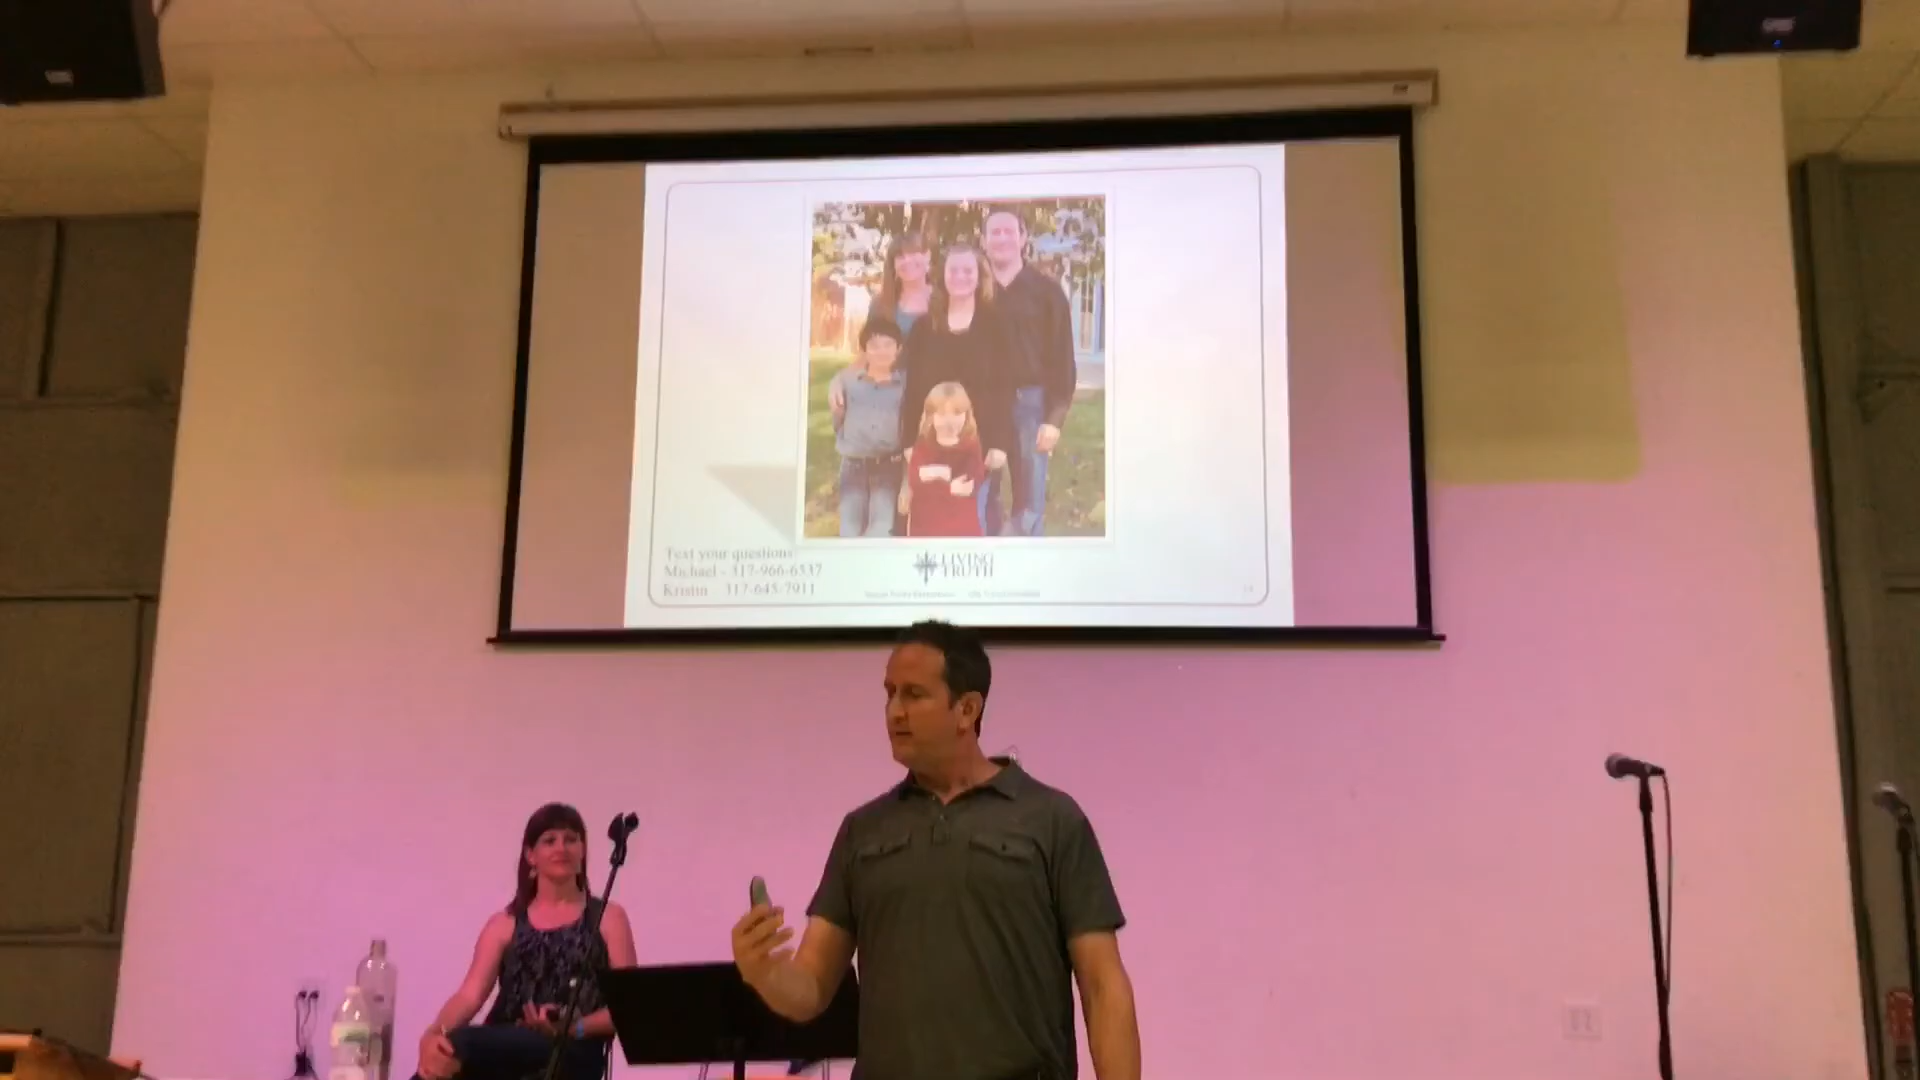 Text your questions:
Michael - 317-966-6537
Kristin 317-645-7911
LIVING
TRUTH